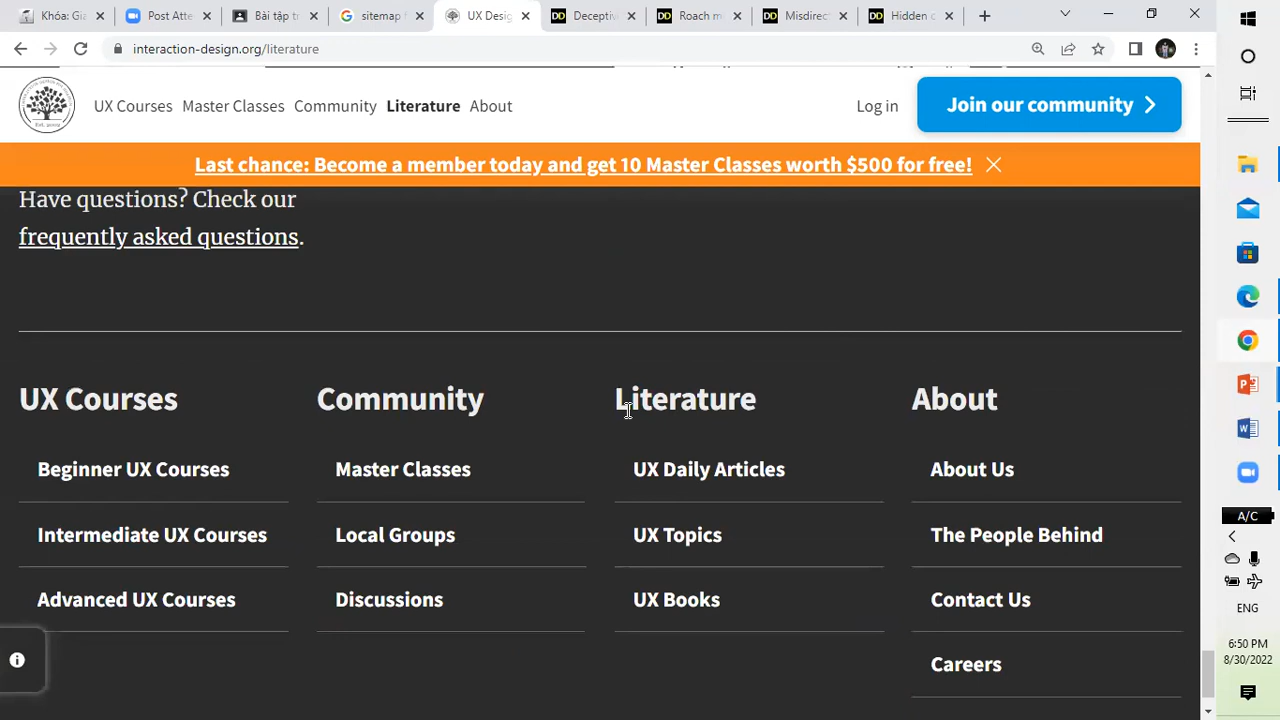 Khóa: Gia
Post Atte
Bài tập tr
sitemap
UX Desig
Deceptiv
Roach m
Misdirec
Hidden c
interaction-design.org/literature
UX Courses
Master Classes
Community
Literature
About
Log in
Join our community
Last chance: Become a member today and get 10 Master Classes worth $500 for free!
Have questions? Check our
frequently asked questions.
UX Courses
Community
Literature
About
Beginner UX Courses
Master Classes
UX Daily Articles
About Us
Intermediate UX Courses
Local Groups
UX Topics
The People Behind
Advanced UX Courses
Discussions
UX Books
Contact Us
Careers
A/C
ENG
6:50 PM
8/30/2022